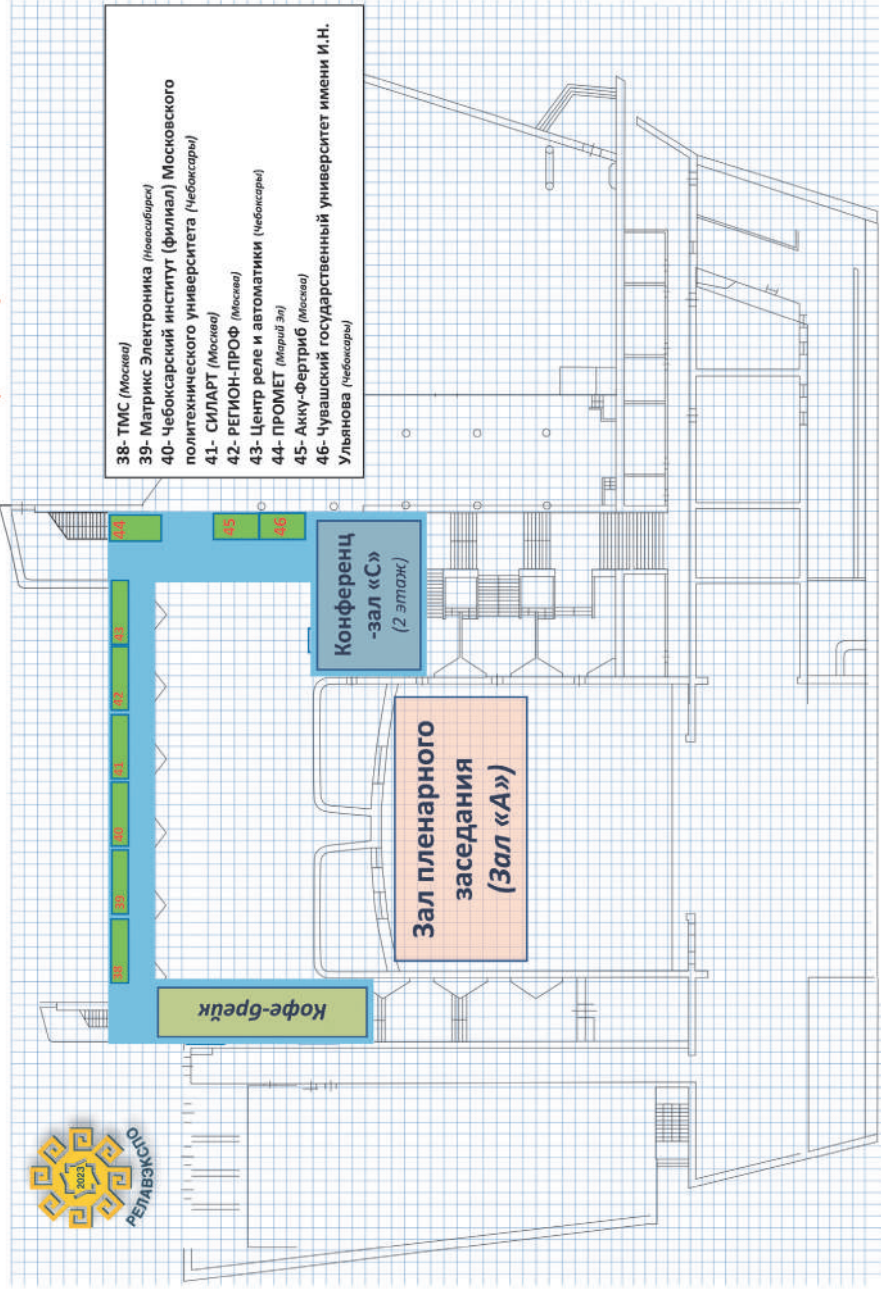 38- ТМС (Москва)
39- Матрикс Электроника (Новосибирск)
40- Чебоксарский институт (филиал) Московского
политехнического университета (Чебоксары)
41- СИЛАРТ (Москва)
42- РЕГИОН-ПРОФ (Москва)
43- Центр реле и автоматики (Чебоксары)
44- ПРОМЕТ (Марий Эл)
45- Акку-Фертриб (Москва)
46- Чувашский государственный университет имени И.Н.
Ульянова (Чебоксары)
38
39
40
41
42
43
44
45
46
Конференц
-зал «С»
(2 этаж)
Зал пленарного
заседания
(Зал «А»)
Кофе-брейк
2023
РЕЛАВЭКСПО